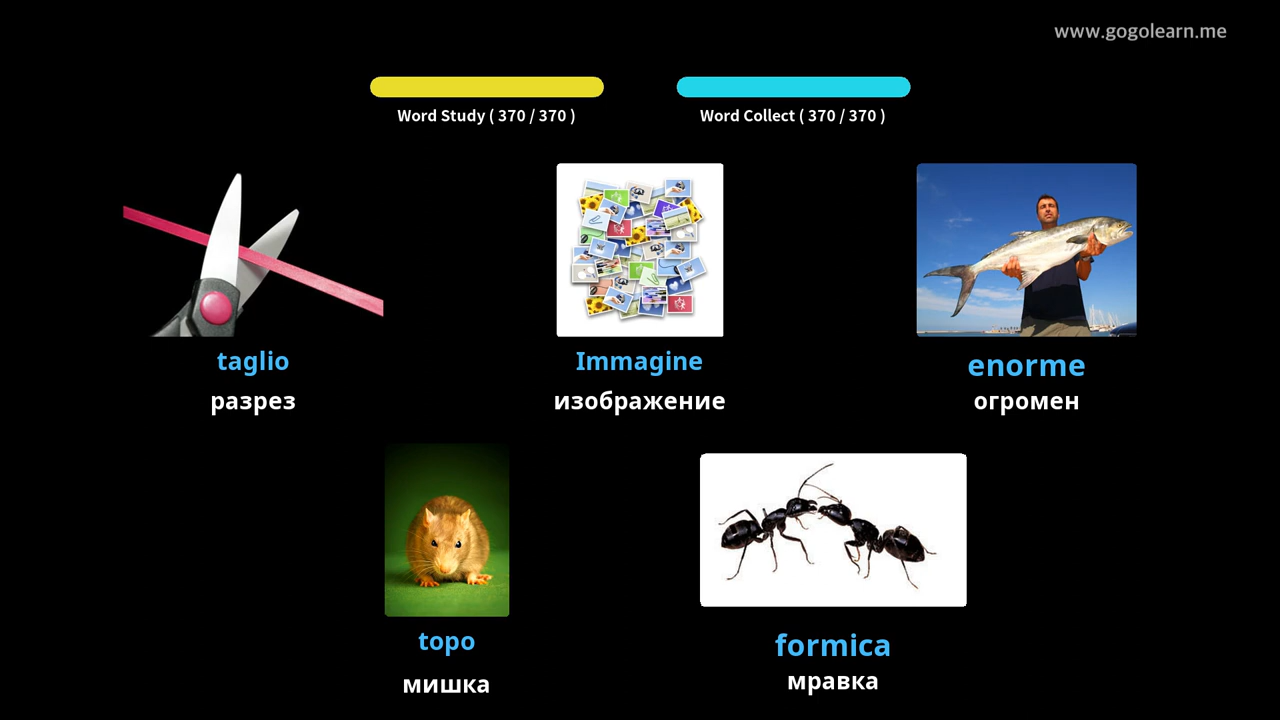 www.gogolearn.me
Word Study ( 370 / 370 )
Word Collect ( 370 / 370 )
taglio
разрез
Immagine
изображение
enorme
огромен
topo
мишка
formica
мравка